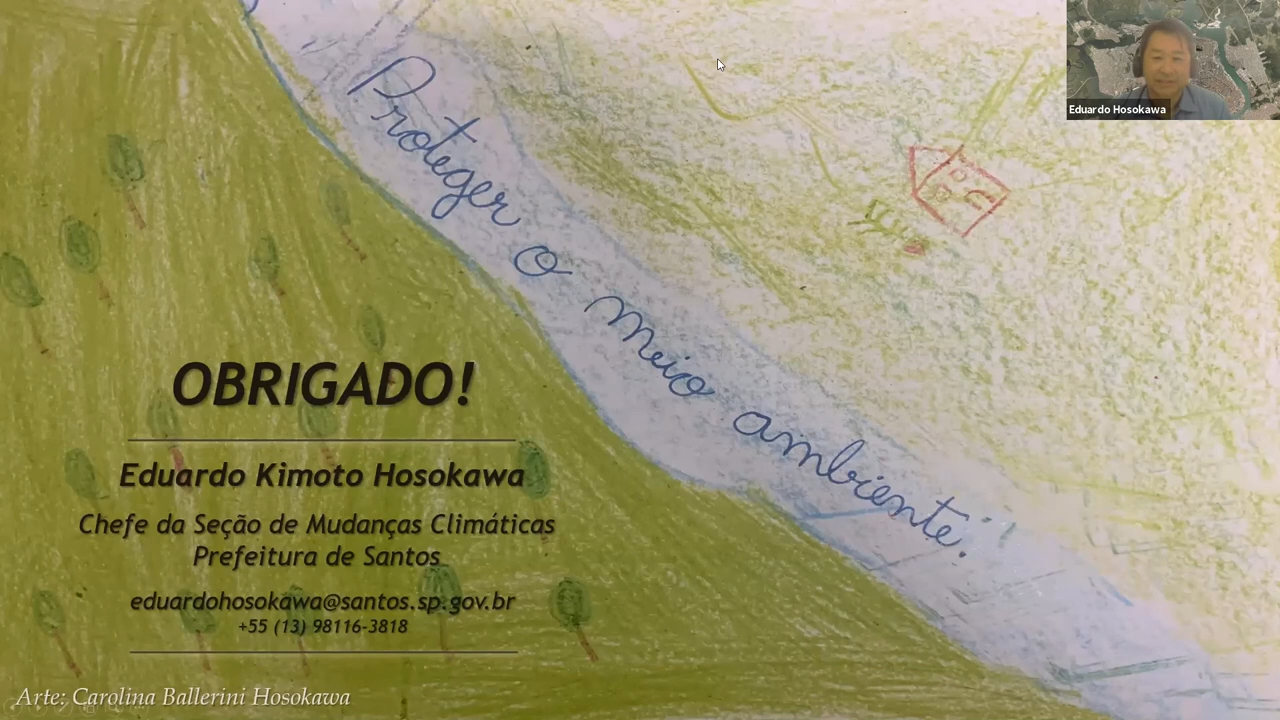 Proteger o meio ambiente!
Eduardo Hosokawa
OBRIGADO!
Eduardo Kimoto Hosokawa
Chefe da Seção de Mudanças Climáticas
Prefeitura de Santos
eduardohosokawa@santos.sp.gov.br
+55 (13) 98116-3818
Arte: Carolina Ballerini Hosokawa